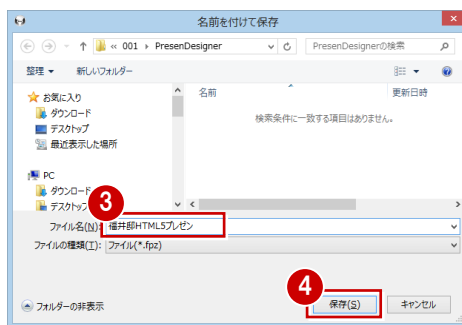 名前を付けて保存
« 001 ▸ PresenDesigner
PresenDesignerの検索
整理 ▼ 新しいフォルダー
名前 更新日時
検索条件に一致する項目はありません。
お気に入り
ダウンロード
デスクトップ
最近表示した場所
PC
ダウンロード
デスクトップ
3
ファイル名(N): 福井邸HTML5プレゼン
ファイルの種類(T): ファイル(*.fpz)
4
フォルダーの非表示
保存(S) キャンセル